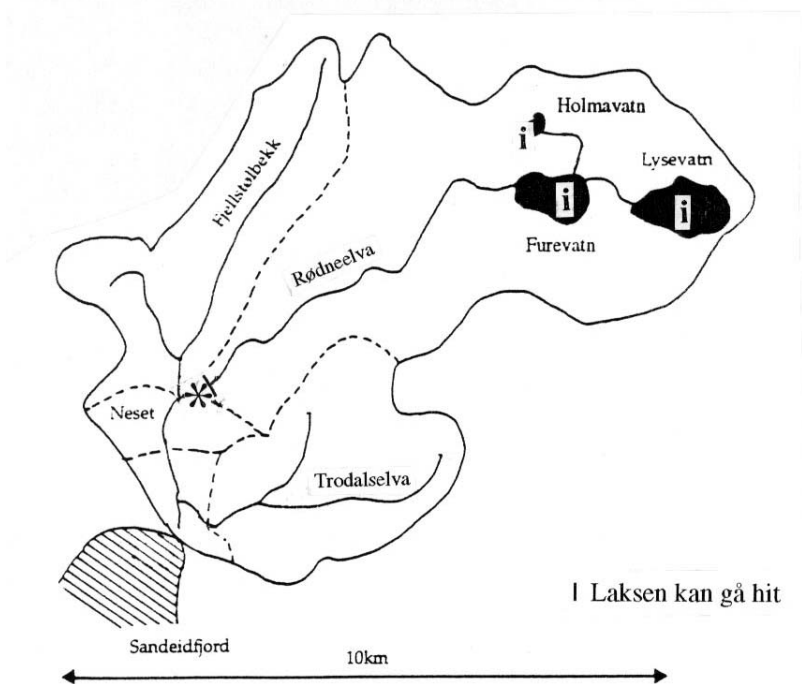 Holmavatn
i
Lysevatn
Fjellstølbekk
i
i
Furevatn
Rødneelva
Neset
Trodalselva
I Laksen kan gå hit
Sandeidfjord
10km